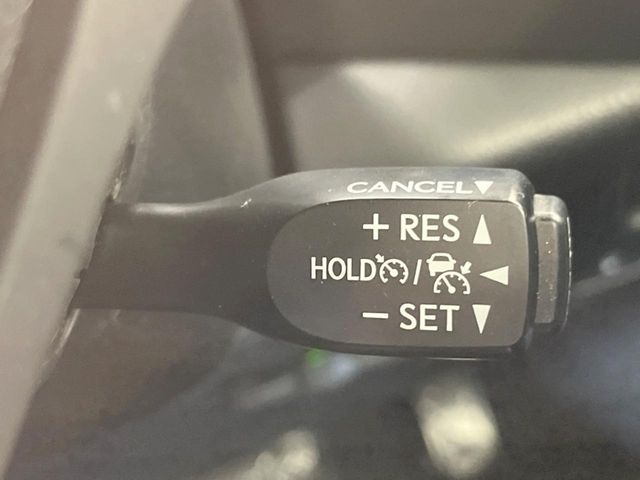 CANCEL▼
+ RES ▲
HOLD / ◀
− SET ▼